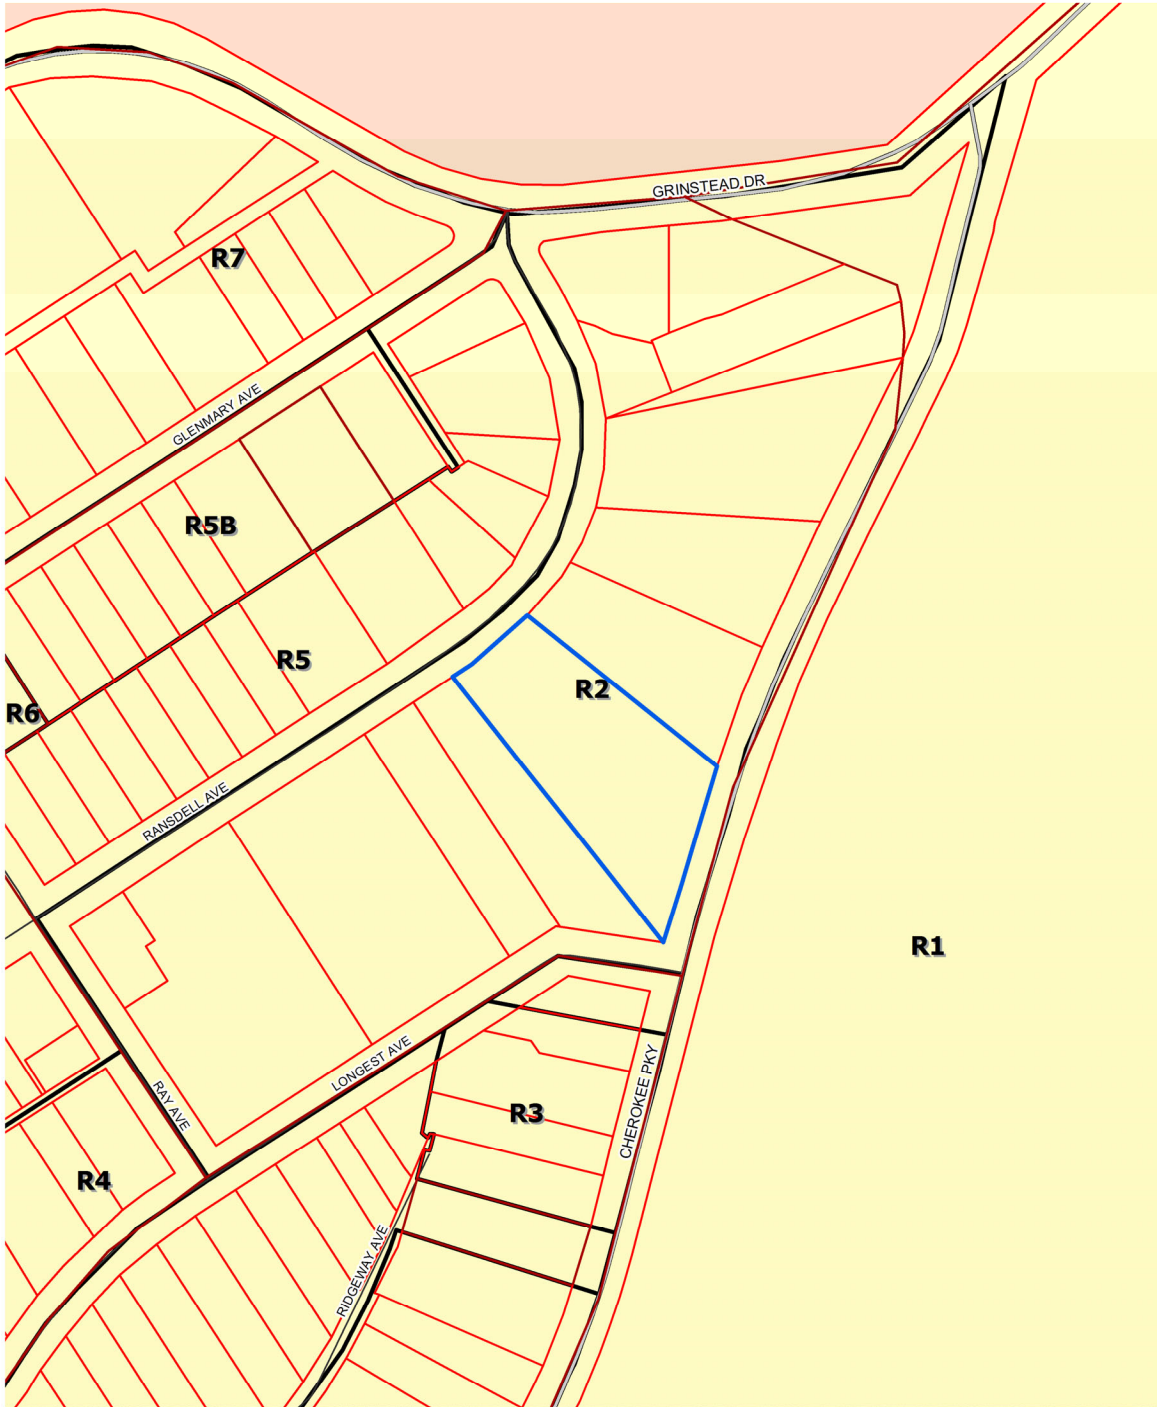 GRINSTEAD DR
R7
GLENMARY AVE
R5B
R5
R2
R6
RANSDELL AVE
R1
LONGEST AVE
CHEROKEE PKY
RAY AVE
R3
R4
RIDGEWAY AVE